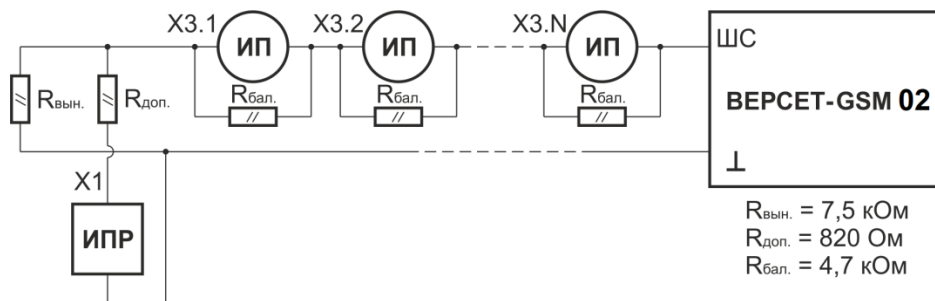 X3.1
ИП
X3.2
ИП
X3.N
ИП
ШС
Rвын.
Rдоп.
Rбал.
Rбал.
Rбал.
ВЕРСЕТ-GSM 02
⊥
X1
ИПР
Rвын. = 7,5 кОм
Rдоп. = 820 Ом
Rбал. = 4,7 кОм